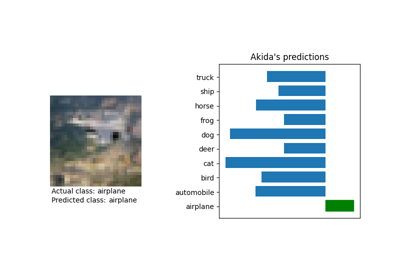 Akida's predictions
truck
ship
horse
frog
dog
deer
cat
bird
automobile
airplane
Actual class: airplane
Predicted class: airplane